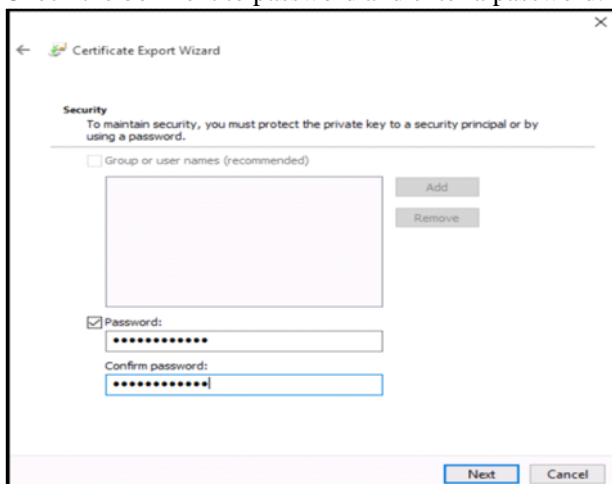 Certificate Export Wizard
Security
To maintain security, you must protect the private key to a security principal or by
using a password.
Group or user names (recommended)
Add
Remove
Password:
••••••••••••
Confirm password:
••••••••••••
Next
Cancel